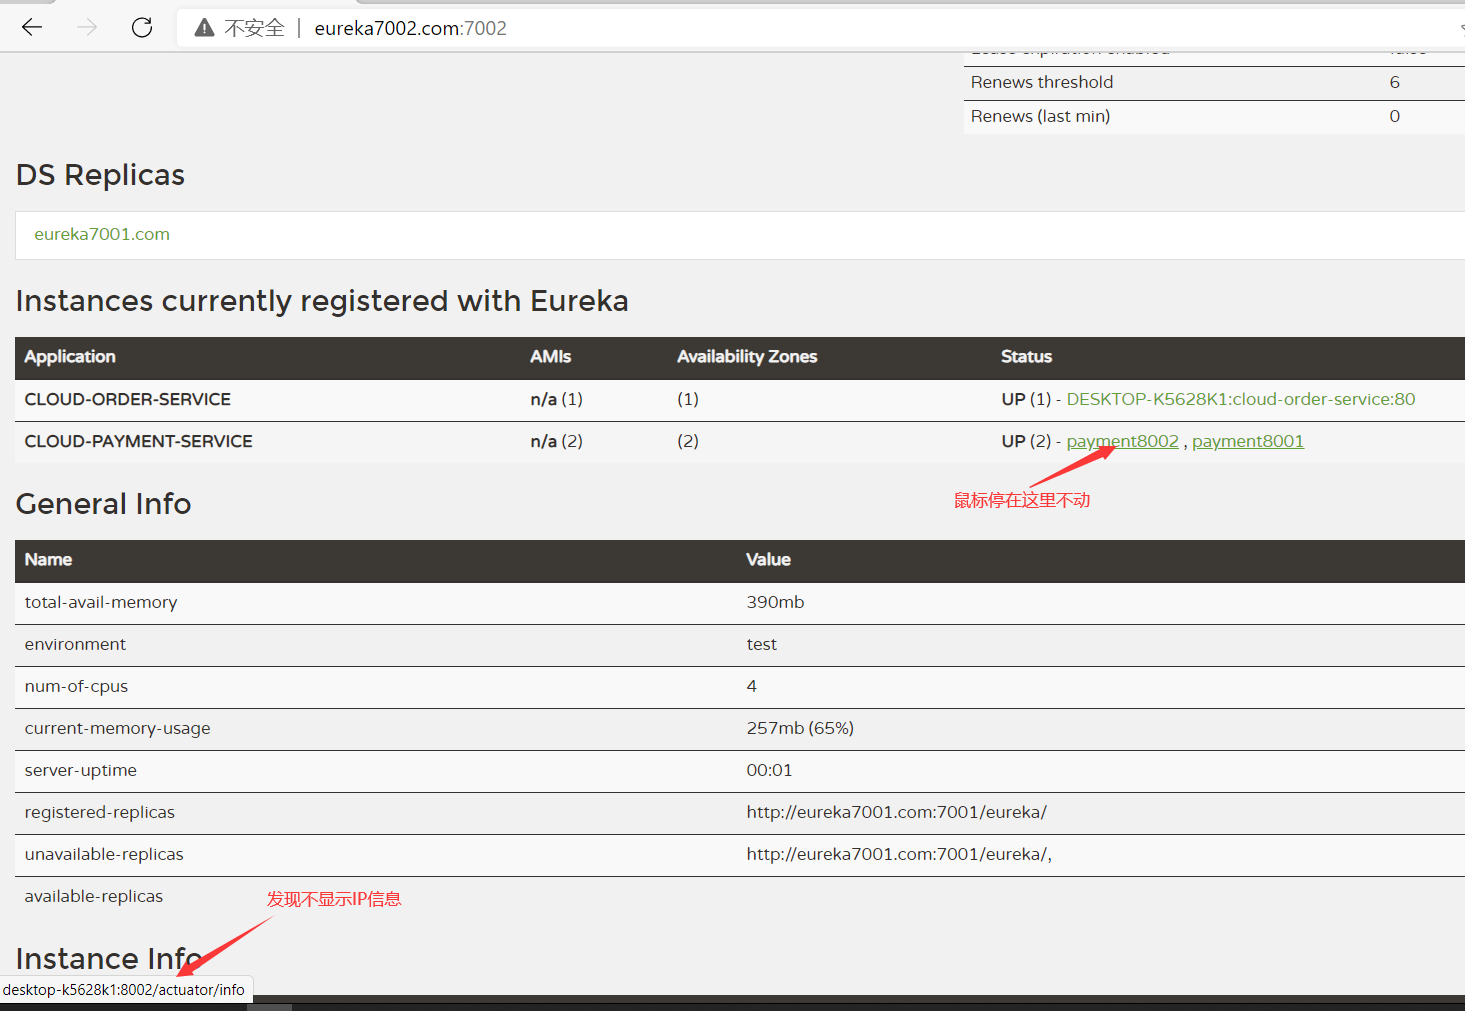 不安全 | eureka7002.com:7002
Lease expiration enabled false
Renews threshold 6
Renews (last min) 0
DS Replicas
eureka7001.com
Instances currently registered with Eureka
Application AMIs Availability Zones Status
CLOUD-ORDER-SERVICE n/a (1) (1) UP (1) - DESKTOP-K5628K1:cloud-order-service:80
CLOUD-PAYMENT-SERVICE n/a (2) (2) UP (2) - payment8002 , payment8001
鼠标停在这里不动
General Info
Name Value
total-avail-memory 390mb
environment test
num-of-cpus 4
current-memory-usage 257mb (65%)
server-uptime 00:01
registered-replicas http://eureka7001.com:7001/eureka/
unavailable-replicas http://eureka7001.com:7001/eureka/,
available-replicas
发现不显示IP信息
Instance Info
desktop-k5628k1:8002/actuator/info